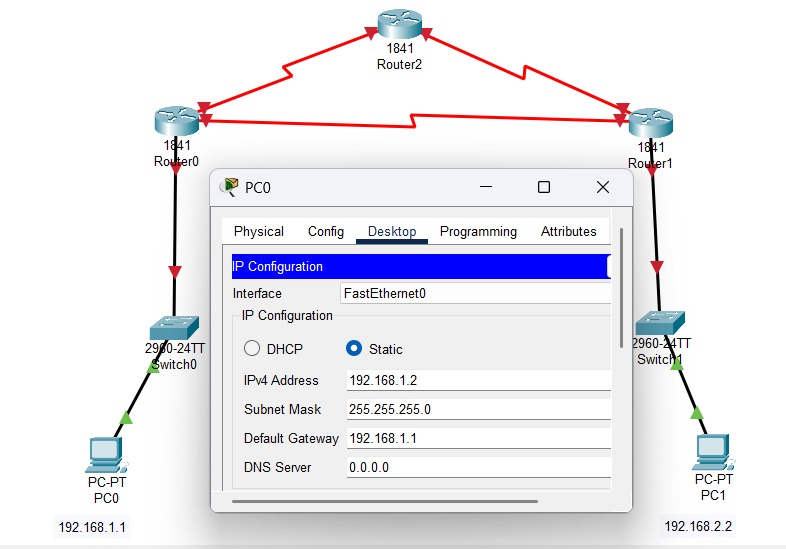 1841
Router2
1841
Router0
1841
Router1
PC0
Physical Config Desktop Programming Attributes
IP Configuration
Interface FastEthernet0
IP Configuration
DHCP Static
IPv4 Address 192.168.1.2
Subnet Mask 255.255.255.0
Default Gateway 192.168.1.1
DNS Server 0.0.0.0
2960-24TT
Switch0
2960-24TT
Switch1
PC-PT
PC0
192.168.1.1
PC-PT
PC1
192.168.2.2